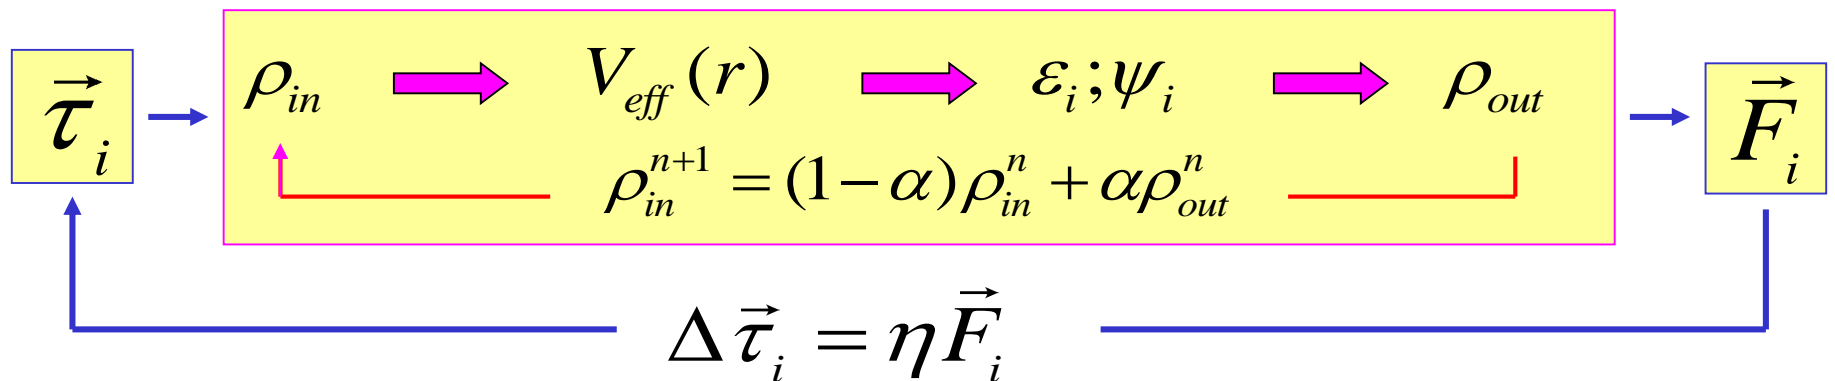 τ⃗_i  ρ_in  V_eff(r)  ε_i;ψ_i  ρ_out  F⃗_i
ρ_in^{n+1} = (1−α)ρ_in^n + αρ_out^n
Δτ⃗_i = ηF⃗_i